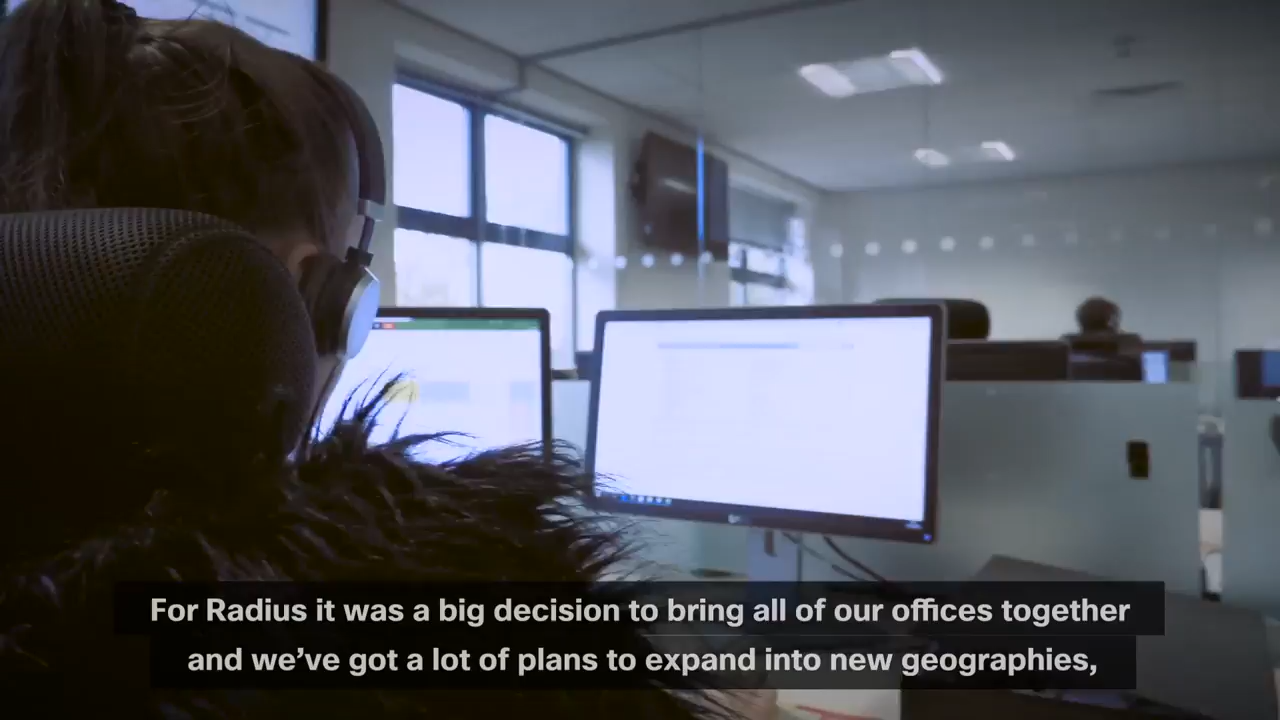 For Radius it was a big decision to bring all of our offices together
and we’ve got a lot of plans to expand into new geographies,